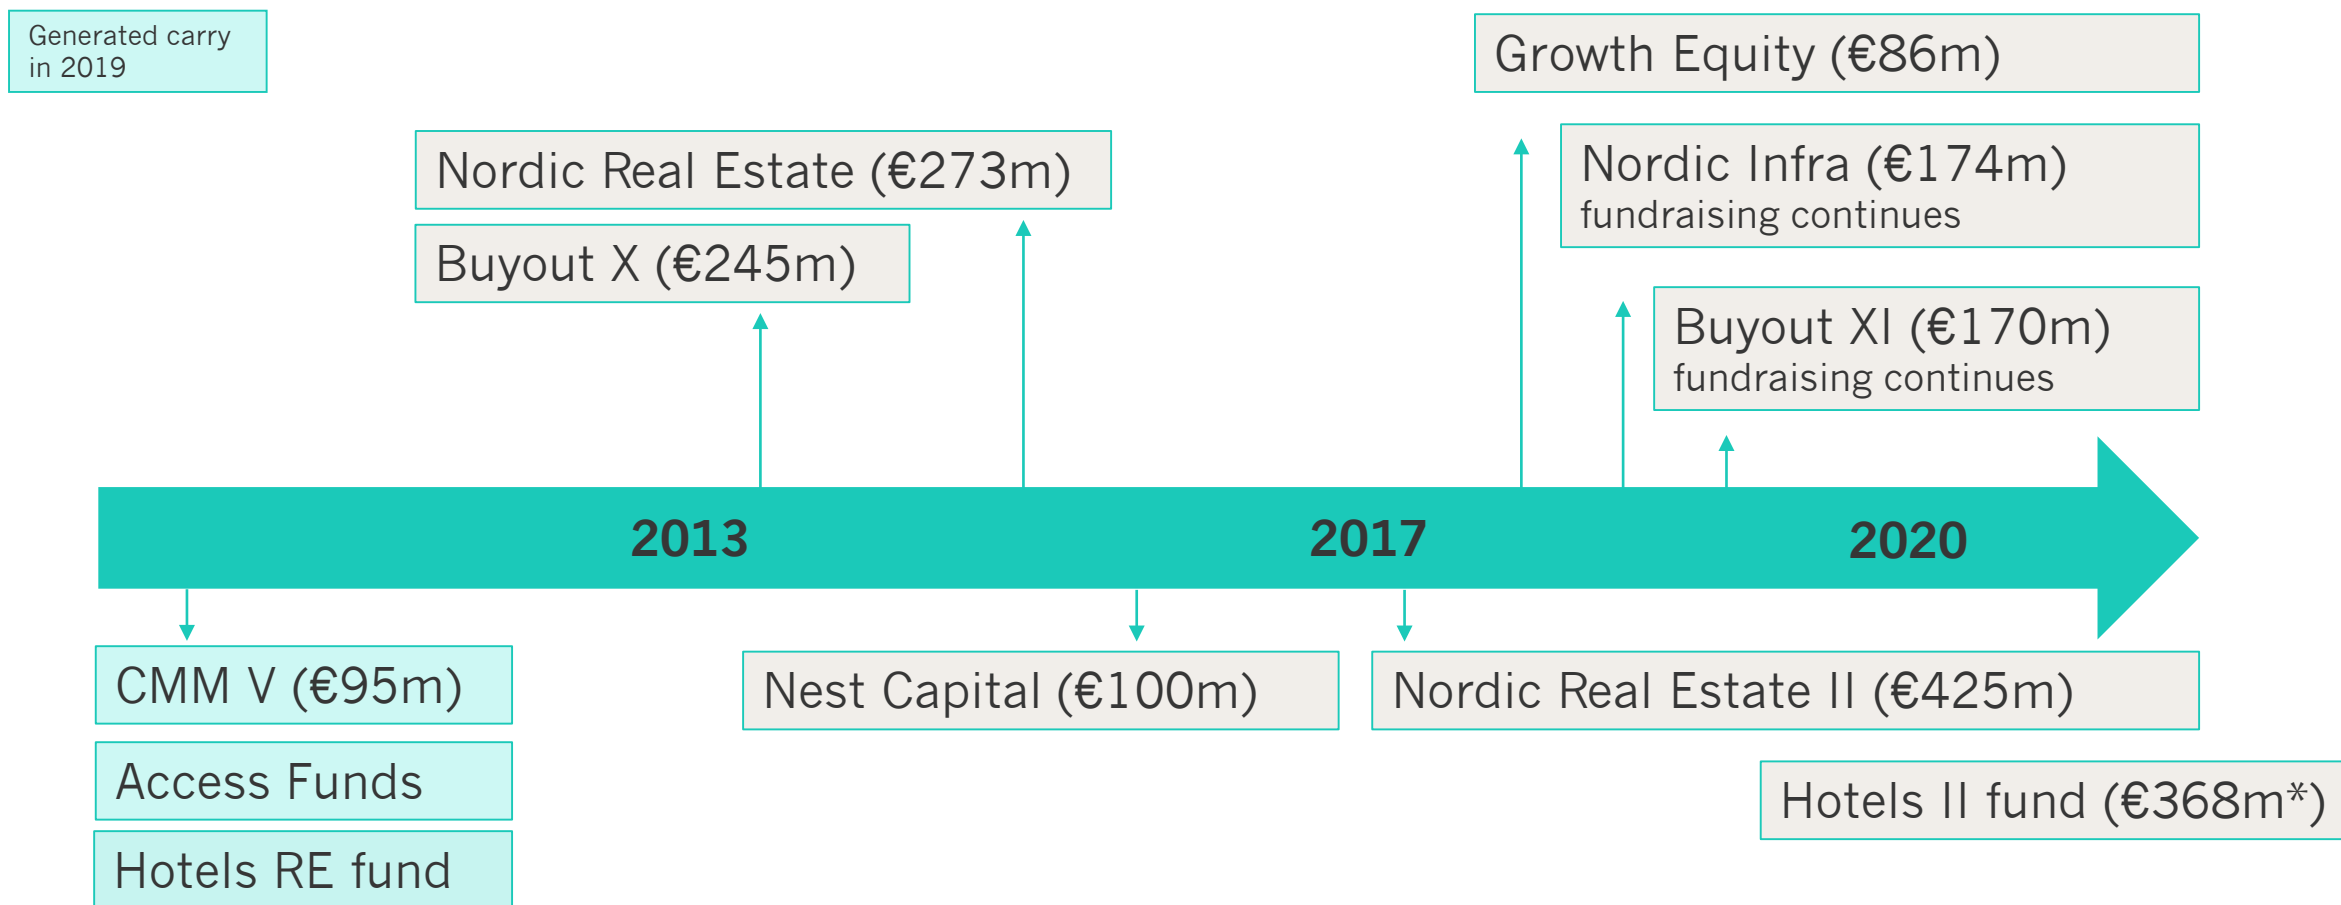 Generated carry
in 2019
Growth Equity (€86m)
Nordic Infra (€174m)
fundraising continues
Nordic Real Estate (€273m)
Buyout X (€245m)
Buyout XI (€170m)
fundraising continues
2013
2017
2020
CMM V (€95m)
Nest Capital (€100m)
Nordic Real Estate II (€425m)
Access Funds
Hotels II fund (€368m*)
Hotels RE fund